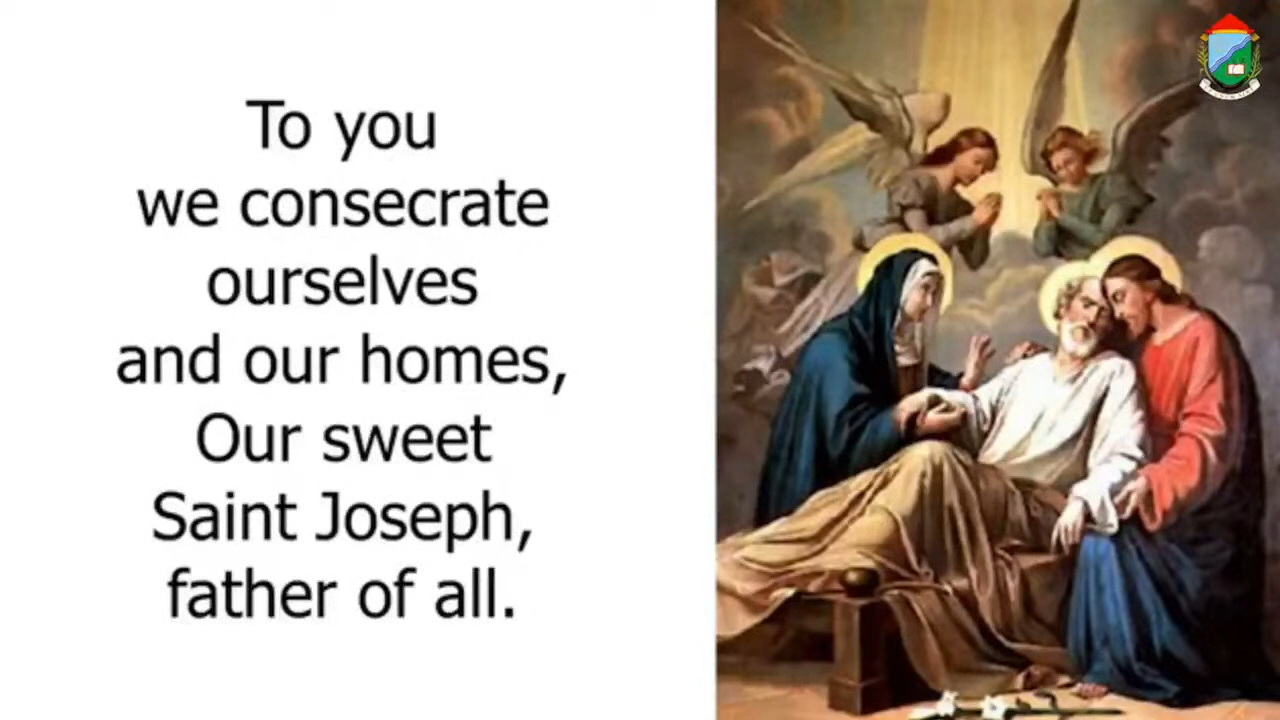 To you
we consecrate
ourselves
and our homes,
Our sweet
Saint Joseph,
father of all.